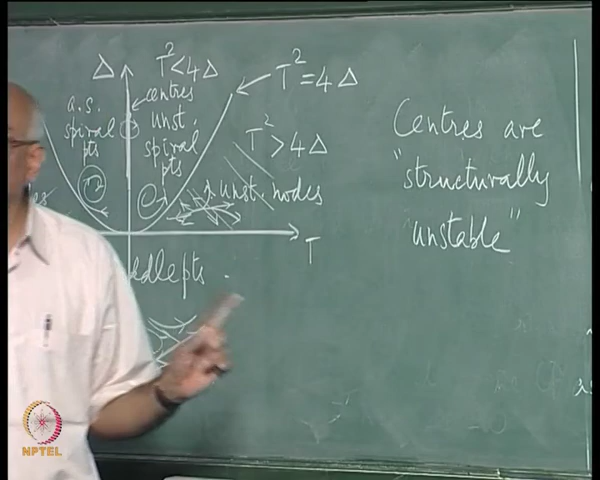 Δ
T² < 4Δ
T² = 4Δ
a.s.
spiral
pts
centres
unst.
spiral
pts
T² > 4Δ
unst. nodes
T
Centres are
"structurally
unstable"
NPTEL